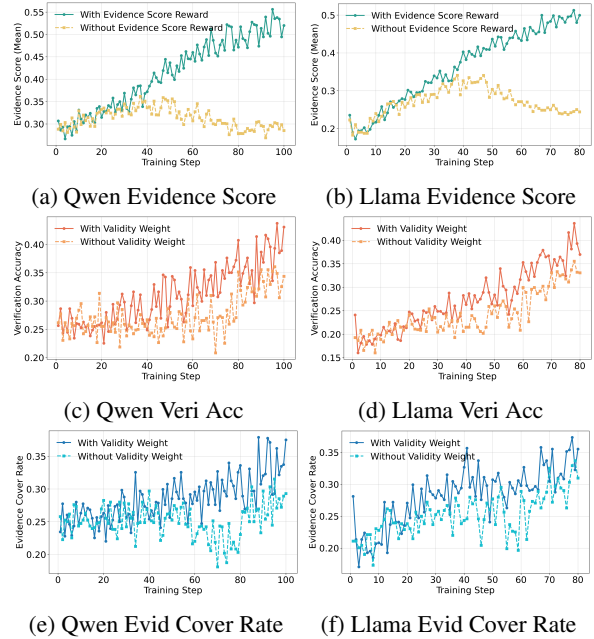 With Evidence Score Reward
Without Evidence Score Reward
Evidence Score (Mean)
0.55
0.50
0.45
0.40
0.35
0.30
0 20 40 60 80 100
Training Step
(a) Qwen Evidence Score
With Evidence Score Reward
Without Evidence Score Reward
Evidence Score (Mean)
0.5
0.4
0.3
0.2
0 10 20 30 40 50 60 70 80
Training Step
(b) Llama Evidence Score
With Validity Weight
Without Validity Weight
Verification Accuracy
0.40
0.35
0.30
0.25
0.20
0 20 40 60 80 100
Training Step
(c) Qwen Veri Acc
With Validity Weight
Without Validity Weight
Verification Accuracy
0.40
0.35
0.30
0.25
0.20
0.15
0 10 20 30 40 50 60 70 80
Training Step
(d) Llama Veri Acc
With Validity Weight
Without Validity Weight
Evidence Cover Rate
0.35
0.30
0.25
0.20
0 20 40 60 80 100
Training Step
(e) Qwen Evid Cover Rate
With Validity Weight
Without Validity Weight
Evidence Cover Rate
0.35
0.30
0.25
0.20
0 10 20 30 40 50 60 70 80
Training Step
(f) Llama Evid Cover Rate